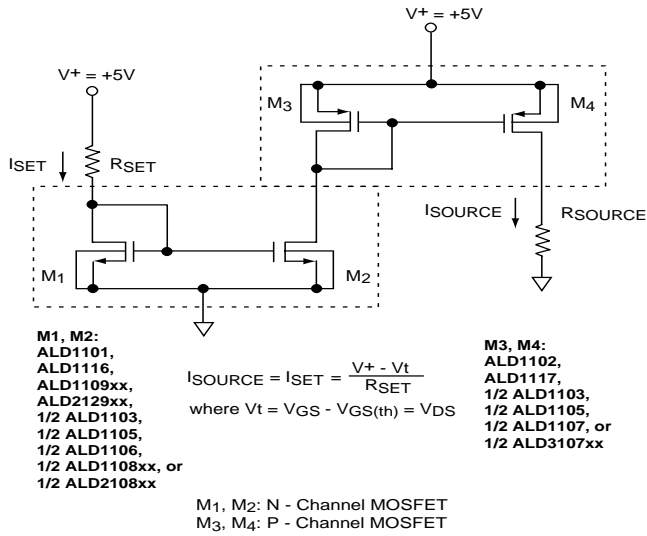 V+ = +5V
V+ = +5V
M3
M4
ISET
RSET
ISOURCE
RSOURCE
M1
M2
M1, M2:
ALD1101,
ALD1116,
ALD1109xx,
ALD2129xx,
1/2 ALD1103,
1/2 ALD1105,
1/2 ALD1106,
1/2 ALD1108xx, or
1/2 ALD2108xx
ISOURCE = ISET = V+ - Vt
RSET
where Vt = VGS - VGS(th) = VDS
M3, M4:
ALD1102,
ALD1117,
1/2 ALD1103,
1/2 ALD1105,
1/2 ALD1107, or
1/2 ALD3107xx
M1, M2: N - Channel MOSFET
M3, M4: P - Channel MOSFET